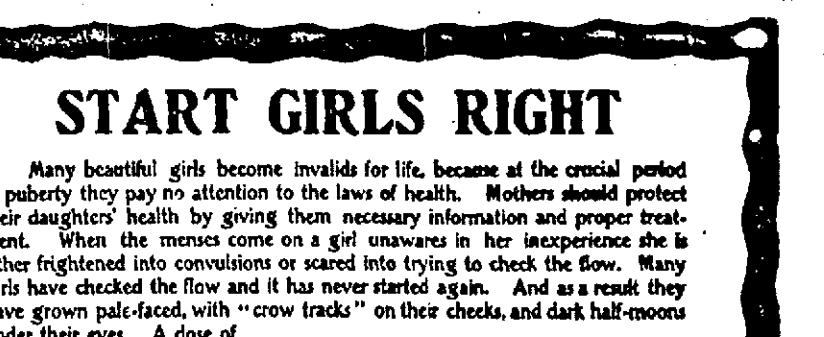 START GIRLS RIGHT
Many beautiful girls become invalids for life, because at the crucial period
puberty they pay no attention to the laws of health. Mothers should protect
eir daughters' health by giving them necessary information and proper treat-
ent. When the menses come on a girl unawares in her inexperience she is
ther frightened into convulsions or scared into trying to check the flow. Many
rls have checked the flow and it has never started again. And as a result they
ave grown pale-faced, with "crow tracks" on their cheeks, and dark half-moons
nder their eyes. A dose of